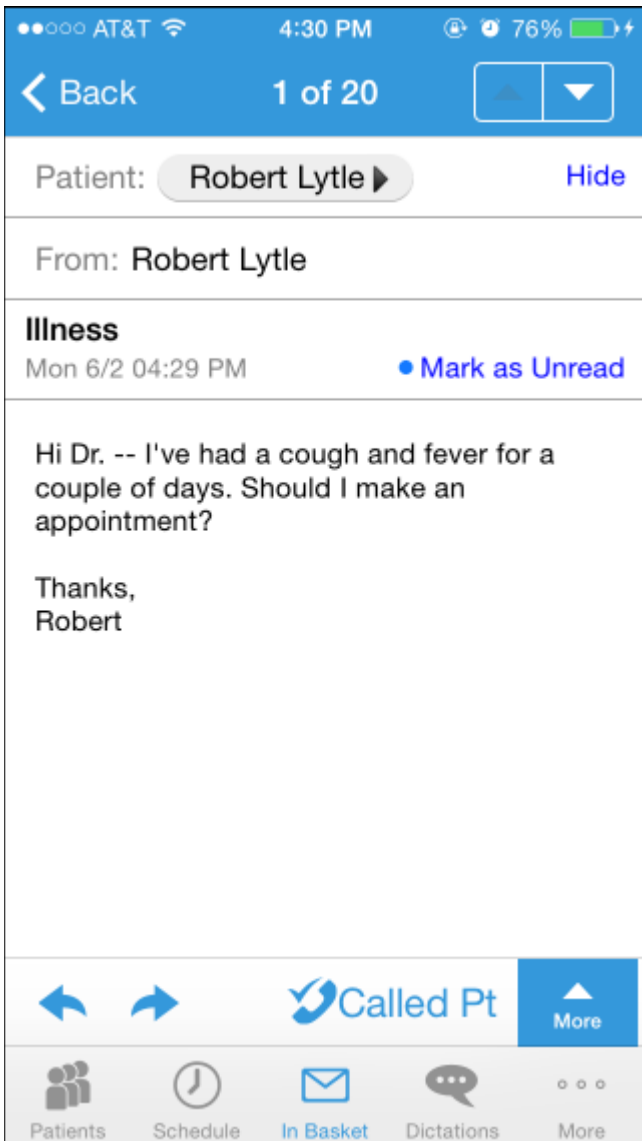 AT&T 4:30 PM 76%
Back 1 of 20
Patient: Robert Lytle Hide
From: Robert Lytle
Illness
Mon 6/2 04:29 PM Mark as Unread
Hi Dr. -- I've had a cough and fever for a
couple of days. Should I make an
appointment?
Thanks,
Robert
Called Pt More
Patients Schedule In Basket Dictations More